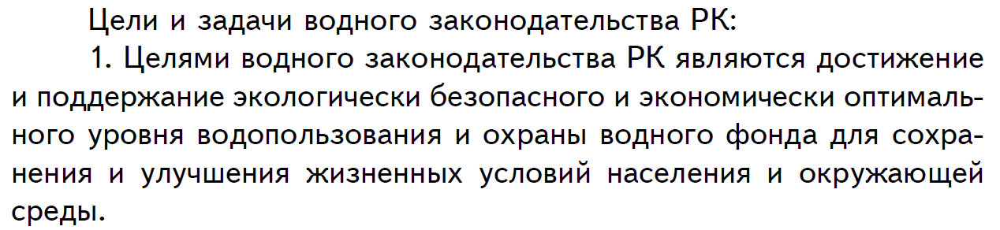 Цели и задачи водного законодательства РК:
1. Целями водного законодательства РК являются достижение
и поддержание экологически безопасного и экономически оптималь-
ного уровня водопользования и охраны водного фонда для сохра-
нения и улучшения жизненных условий населения и окружающей
среды.